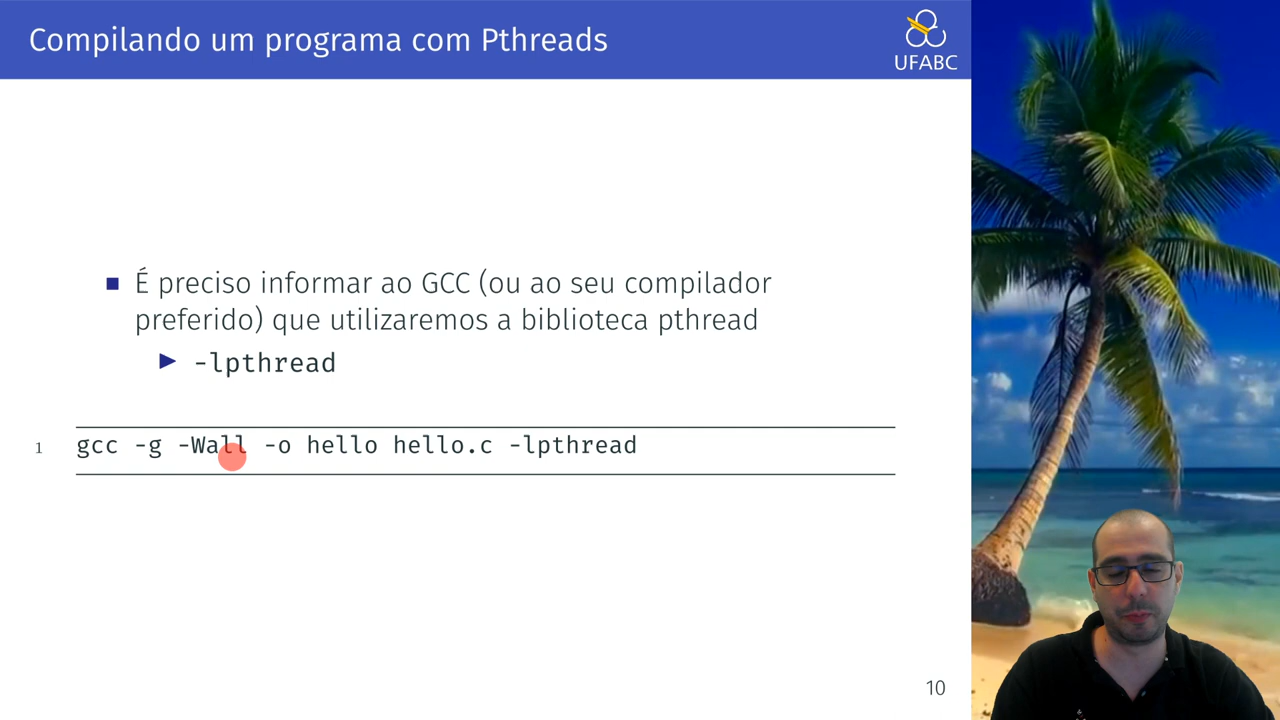 Compilando um programa com Pthreads
UFABC
■ É preciso informar ao GCC (ou ao seu compilador
preferido) que utilizaremos a biblioteca pthread
▶ -lpthread
1 gcc -g -Wall -o hello hello.c -lpthread
10